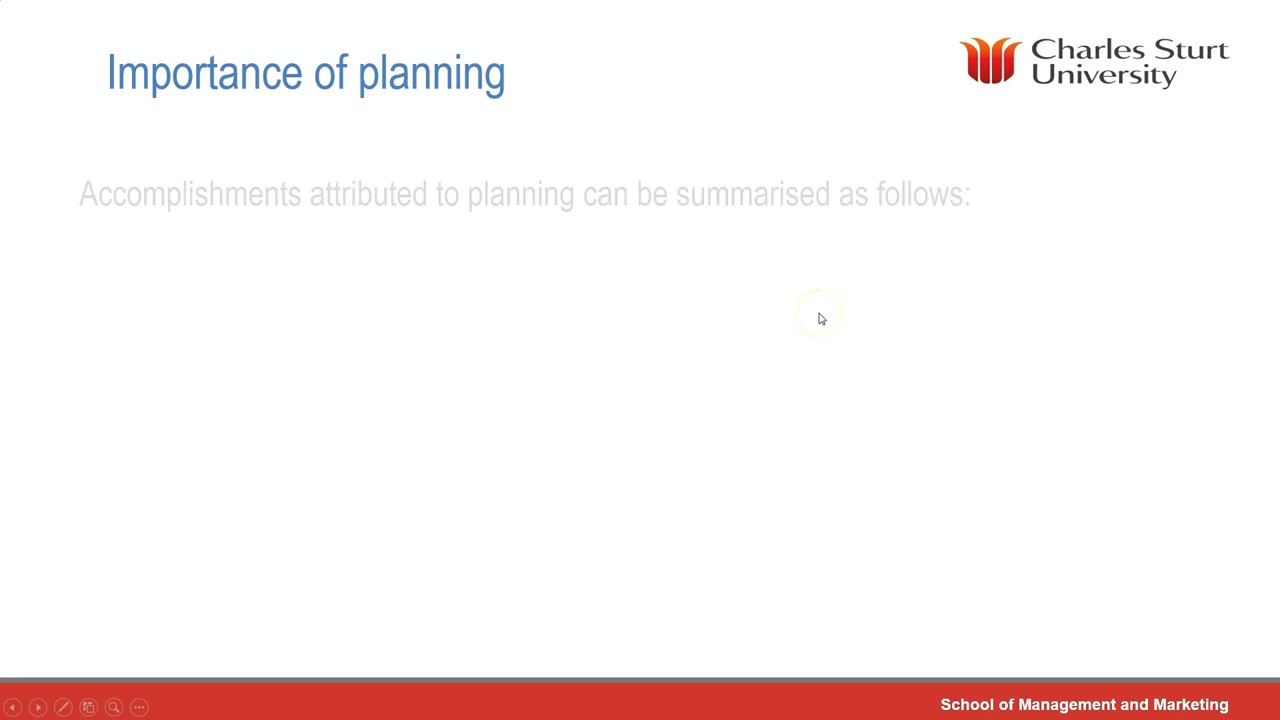 Importance of planning
Charles Sturt
University
Accomplishments attributed to planning can be summarised as follows:
School of Management and Marketing